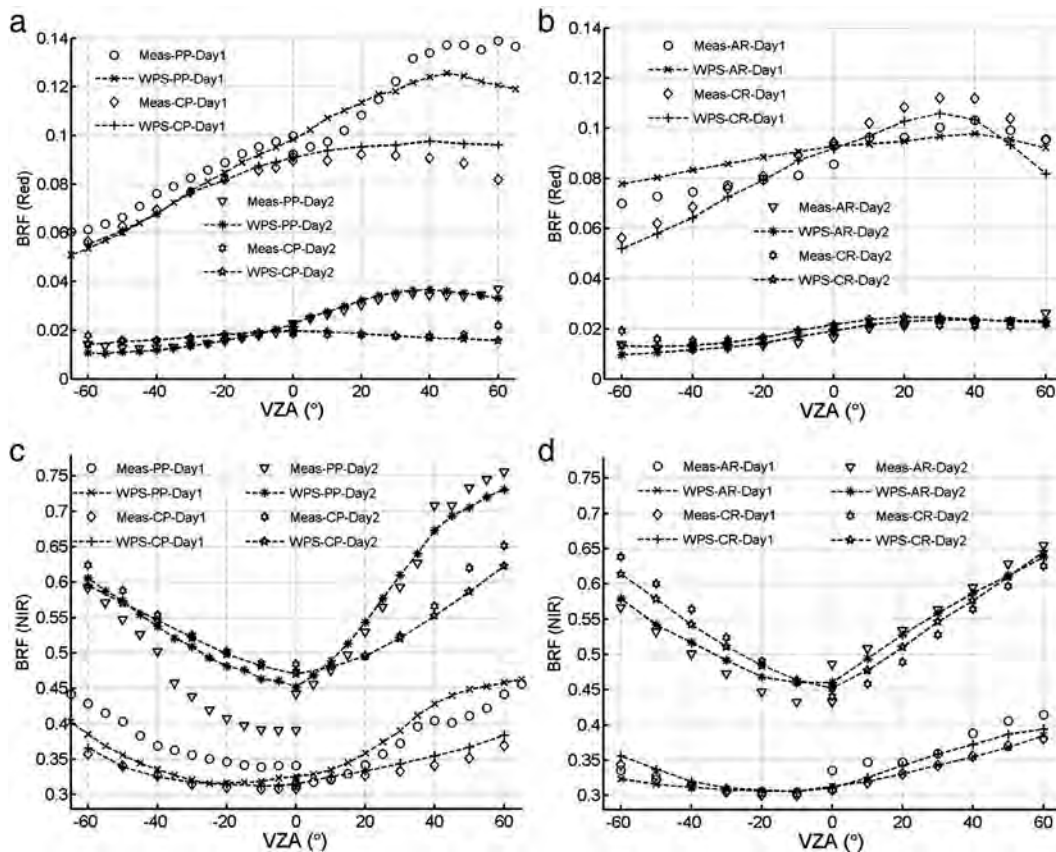 a
0.14
0.12
0.1
0.08
0.06
0.04
0.02
0
BRF (Red)
Meas-PP-Day1
WPS-PP-Day1
Meas-CP-Day1
WPS-CP-Day1
Meas-PP-Day2
WPS-PP-Day2
Meas-CP-Day2
WPS-CP-Day2
-60 -40 -20 0 20 40 60
VZA (°)
b
0.14
0.12
0.1
0.08
0.06
0.04
0.02
0
BRF (Red)
Meas-AR-Day1
WPS-AR-Day1
Meas-CR-Day1
WPS-CR-Day1
Meas-AR-Day2
WPS-AR-Day2
Meas-CR-Day2
WPS-CR-Day2
-60 -40 -20 0 20 40 60
VZA (°)
c
0.75
0.7
0.65
0.6
0.55
0.5
0.45
0.4
0.35
0.3
BRF (NIR)
Meas-PP-Day1 Meas-PP-Day2
WPS-PP-Day1 WPS-PP-Day2
Meas-CP-Day1 Meas-CP-Day2
WPS-CP-Day1 WPS-CP-Day2
-60 -40 -20 0 20 40 60
VZA (°)
d
0.75
0.7
0.65
0.6
0.55
0.5
0.45
0.4
0.35
0.3
BRF (NIR)
Meas-AR-Day1 Meas-AR-Day2
WPS-AR-Day1 WPS-AR-Day2
Meas-CR-Day1 Meas-CR-Day2
WPS-CR-Day1 WPS-CR-Day2
-60 -40 -20 0 20 40 60
VZA (°)